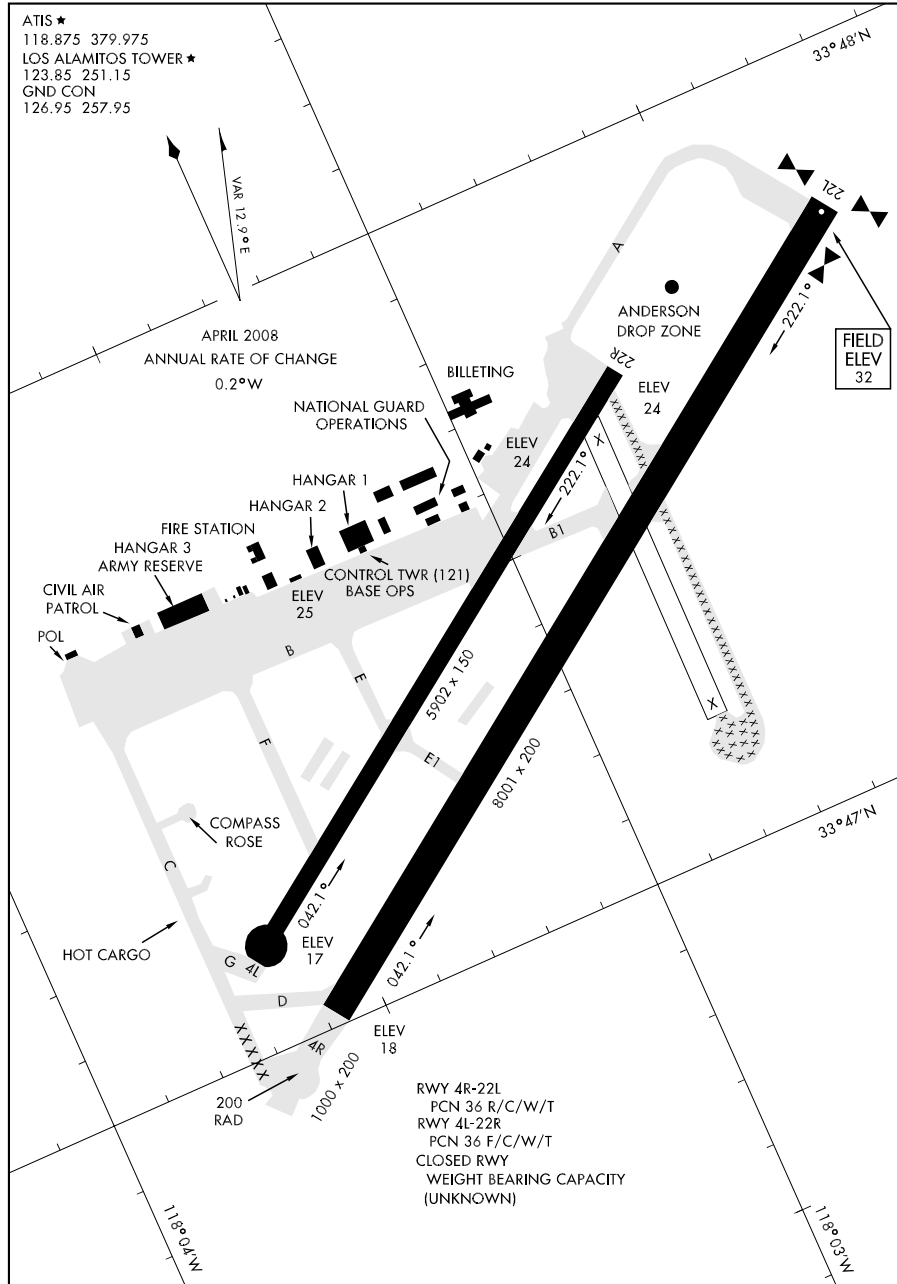 ATIS ★
118.875 379.975
LOS ALAMITOS TOWER ★
123.85 251.15
GND CON
126.95 257.95
33°48'N
VAR 12.9°E
22L
A
ANDERSON
DROP ZONE
222.1°
FIELD
ELEV
32
APRIL 2008
ANNUAL RATE OF CHANGE
0.2°W
22R
BILLETING
ELEV
24
NATIONAL GUARD
OPERATIONS
ELEV
24
X
222.1°
B1
HANGAR 1
HANGAR 2
FIRE STATION
HANGAR 3
ARMY RESERVE
CONTROL TWR (121)
BASE OPS
ELEV
25
CIVIL AIR
PATROL
POL
B
E
5902 x 150
X
F
E1
8001 x 200
33°47'N
COMPASS
ROSE
C
042.1°
HOT CARGO
ELEV
17
G
4L
042.1°
D
XXXXX
4R
ELEV
18
1000 x 200
200
RAD
RWY 4R-22L
PCN 36 R/C/W/T
RWY 4L-22R
PCN 36 F/C/W/T
CLOSED RWY
WEIGHT BEARING CAPACITY
(UNKNOWN)
118°04'W
118°03'W